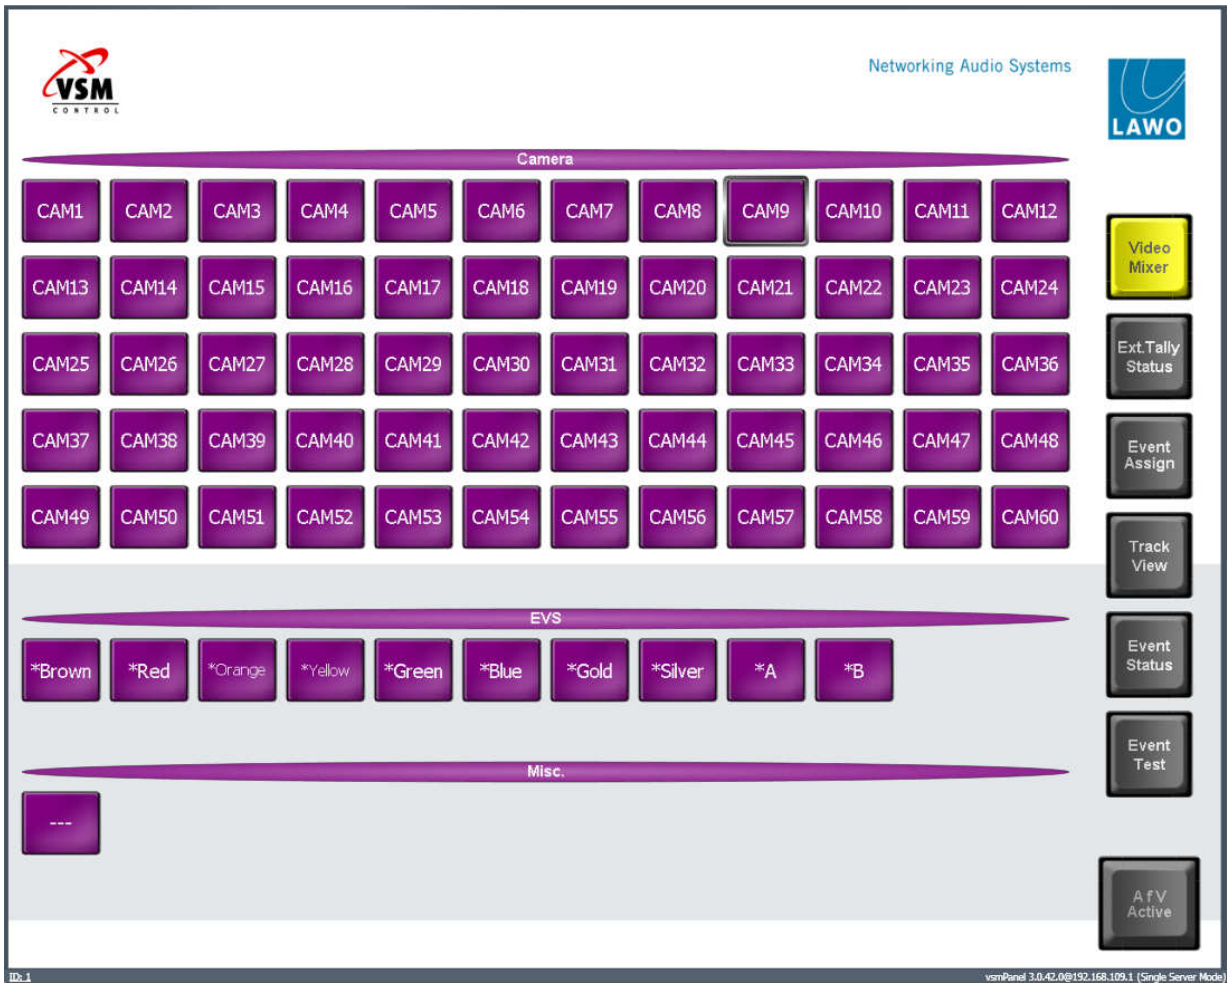 VSM
CONTROL
Networking Audio Systems
LAWO
Camera
CAM1 CAM2 CAM3 CAM4 CAM5 CAM6 CAM7 CAM8 CAM9 CAM10 CAM11 CAM12
CAM13 CAM14 CAM15 CAM16 CAM17 CAM18 CAM19 CAM20 CAM21 CAM22 CAM23 CAM24
CAM25 CAM26 CAM27 CAM28 CAM29 CAM30 CAM31 CAM32 CAM33 CAM34 CAM35 CAM36
CAM37 CAM38 CAM39 CAM40 CAM41 CAM42 CAM43 CAM44 CAM45 CAM46 CAM47 CAM48
CAM49 CAM50 CAM51 CAM52 CAM53 CAM54 CAM55 CAM56 CAM57 CAM58 CAM59 CAM60
EVS
*Brown *Red *Orange *Yellow *Green *Blue *Gold *Silver *A *B
Misc.
---
Video
Mixer
Ext.Tally
Status
Event
Assign
Track
View
Event
Status
Event
Test
AfV
Active
ID: 1
vsmPanel 3.0.42.0@192.168.109.1 (Single Server Mode)